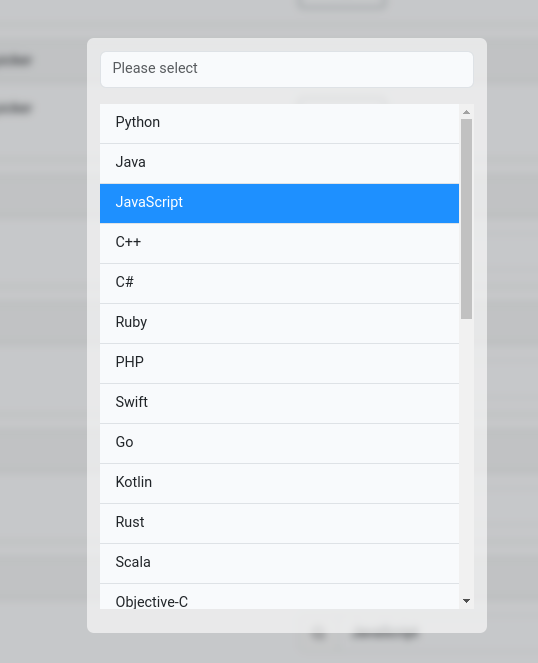 Please select
Python
Java
JavaScript
C++
C#
Ruby
PHP
Swift
Go
Kotlin
Rust
Scala
Objective-C